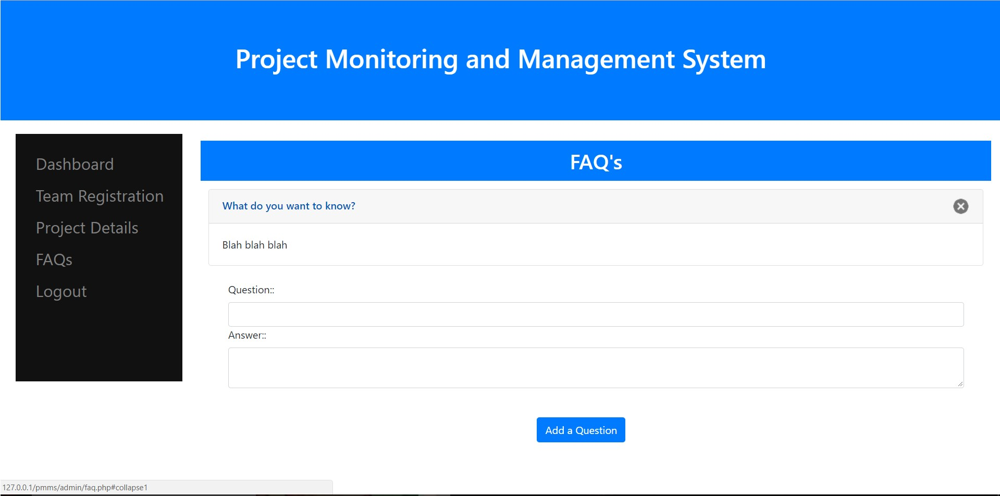 Project Monitoring and Management System
Dashboard
Team Registration
Project Details
FAQs
Logout
FAQ's
What do you want to know?
Blah blah blah
Question::
Answer::
Add a Question
127.0.0.1/pmms/admin/faq.php#collapse1